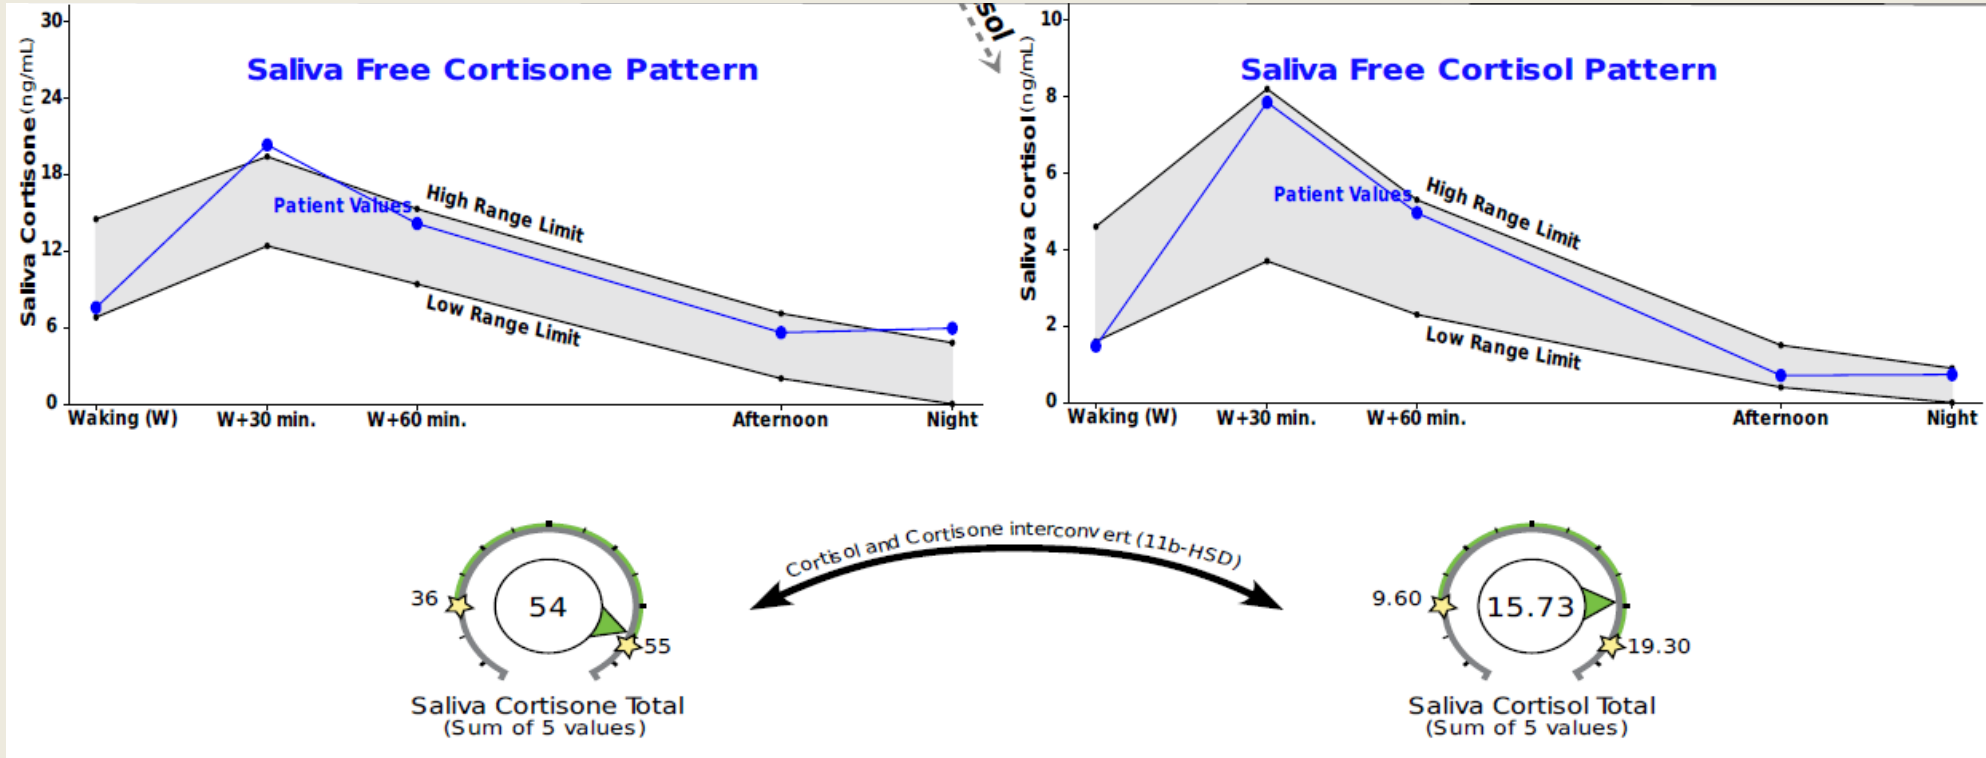 sol
Saliva Free Cortisone Pattern
Saliva Cortisone (ng/mL)
30
24
18
12
6
0
Patient Values
High Range Limit
Low Range Limit
Waking (W) W+30 min. W+60 min. Afternoon Night
Saliva Free Cortisol Pattern
Saliva Cortisol (ng/mL)
10
8
6
4
2
0
Patient Values
High Range Limit
Low Range Limit
Waking (W) W+30 min. W+60 min. Afternoon Night
Cortisol and Cortisone interconvert (11b-HSD)
36
54
55
Saliva Cortisone Total
(Sum of 5 values)
9.60
15.73
19.30
Saliva Cortisol Total
(Sum of 5 values)